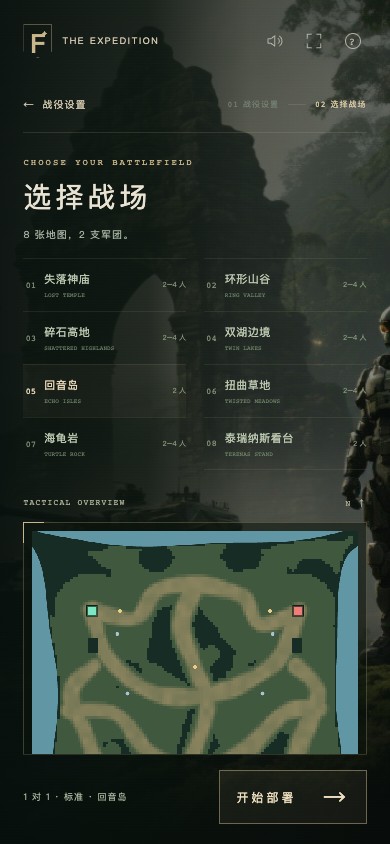 F THE EXPEDITION ?
← 战役设置 01 战役设置 02 选择战场
CHOOSE YOUR BATTLEFIELD
选择战场
8 张地图，2 支军团。
01 失落神庙 2—4 人
LOST TEMPLE
02 环形山谷 2—4 人
RING VALLEY
03 碎石高地 2—4 人
SHATTERED HIGHLANDS
04 双湖边境 2—4 人
TWIN LAKES
05 回音岛 2 人
ECHO ISLES
06 扭曲草地 2—4
TWISTED MEADOWS
07 海龟岩 2—4 人
TURTLE ROCK
08 泰瑞纳斯看台 2 人
TERENAS STAND
TACTICAL OVERVIEW N ↑
1 对 1 · 标准 · 回音岛
开始部署 →